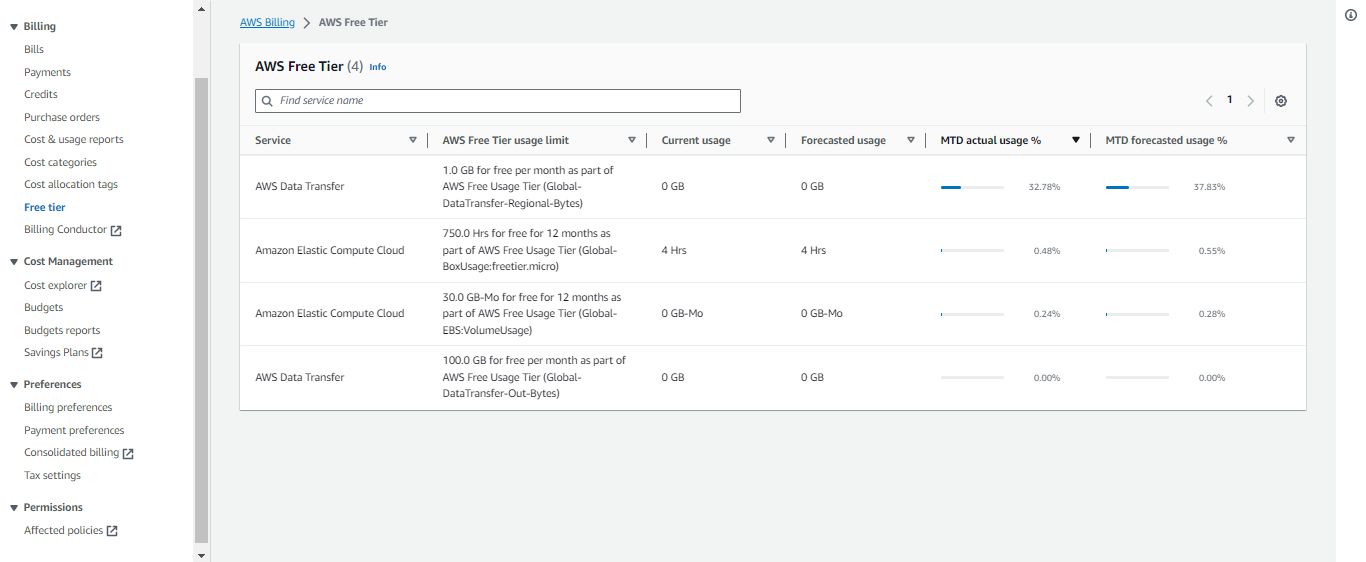 Billing
Bills
Payments
Credits
Purchase orders
Cost & usage reports
Cost categories
Cost allocation tags
Free tier
Billing Conductor
Cost Management
Cost explorer
Budgets
Budgets reports
Savings Plans
Preferences
Billing preferences
Payment preferences
Consolidated billing
Tax settings
Permissions
Affected policies
AWS Billing > AWS Free Tier
AWS Free Tier (4) Info
Find service name
< 1 >
Service AWS Free Tier usage limit Current usage Forecasted usage MTD actual usage % MTD forecasted usage %
1.0 GB for free per month as part of
AWS Data Transfer AWS Free Usage Tier (Global- 0 GB 0 GB 32.78% 37.83%
DataTransfer-Regional-Bytes)
750.0 Hrs for free for 12 months as
Amazon Elastic Compute Cloud part of AWS Free Usage Tier (Global- 4 Hrs 4 Hrs 0.48% 0.55%
BoxUsage:freetier.micro)
30.0 GB-Mo for free for 12 months as
Amazon Elastic Compute Cloud part of AWS Free Usage Tier (Global- 0 GB-Mo 0 GB-Mo 0.24% 0.28%
EBS:VolumeUsage)
100.0 GB for free per month as part of
AWS Data Transfer AWS Free Usage Tier (Global- 0 GB 0 GB 0.00% 0.00%
DataTransfer-Out-Bytes)